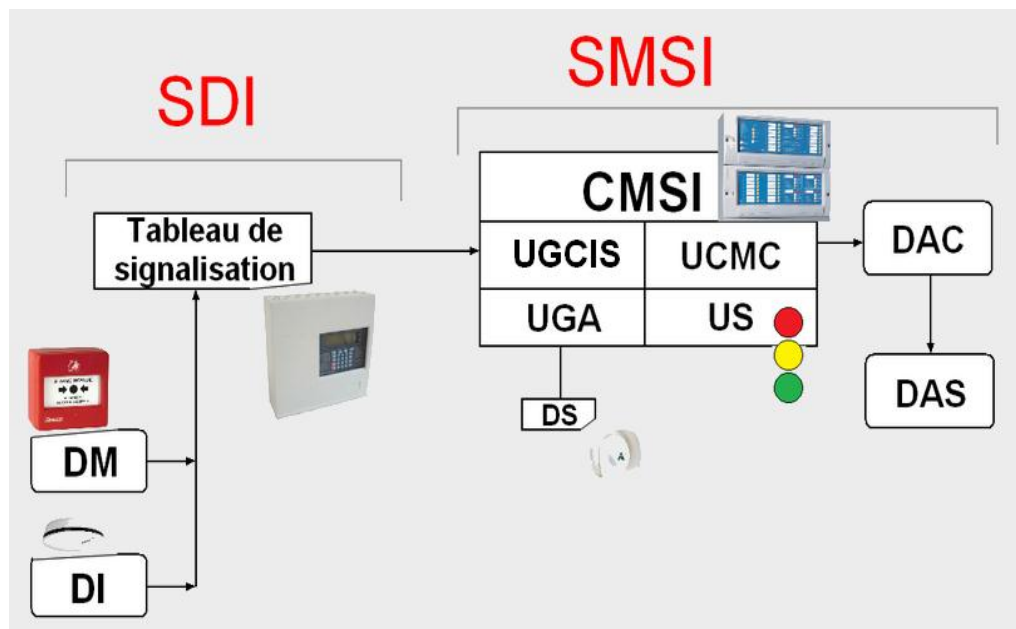 SDI
SMSI
CMSI
Tableau de
signalisation
UGCIS
UCMC
DAC
UGA
US
DS
DAS
A
DM
DI